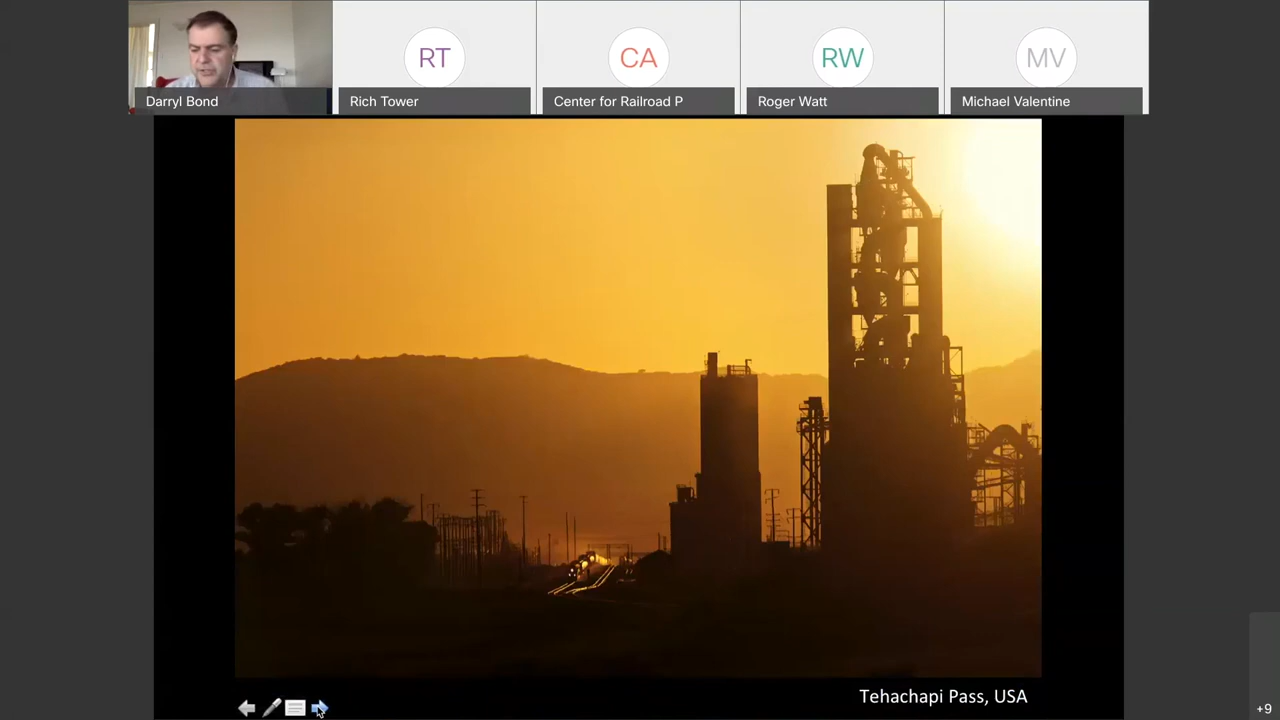 RT
CA
RW
MV
Darryl Bond
Rich Tower
Center for Railroad P
Roger Watt
Michael Valentine
Tehachapi Pass, USA
+9